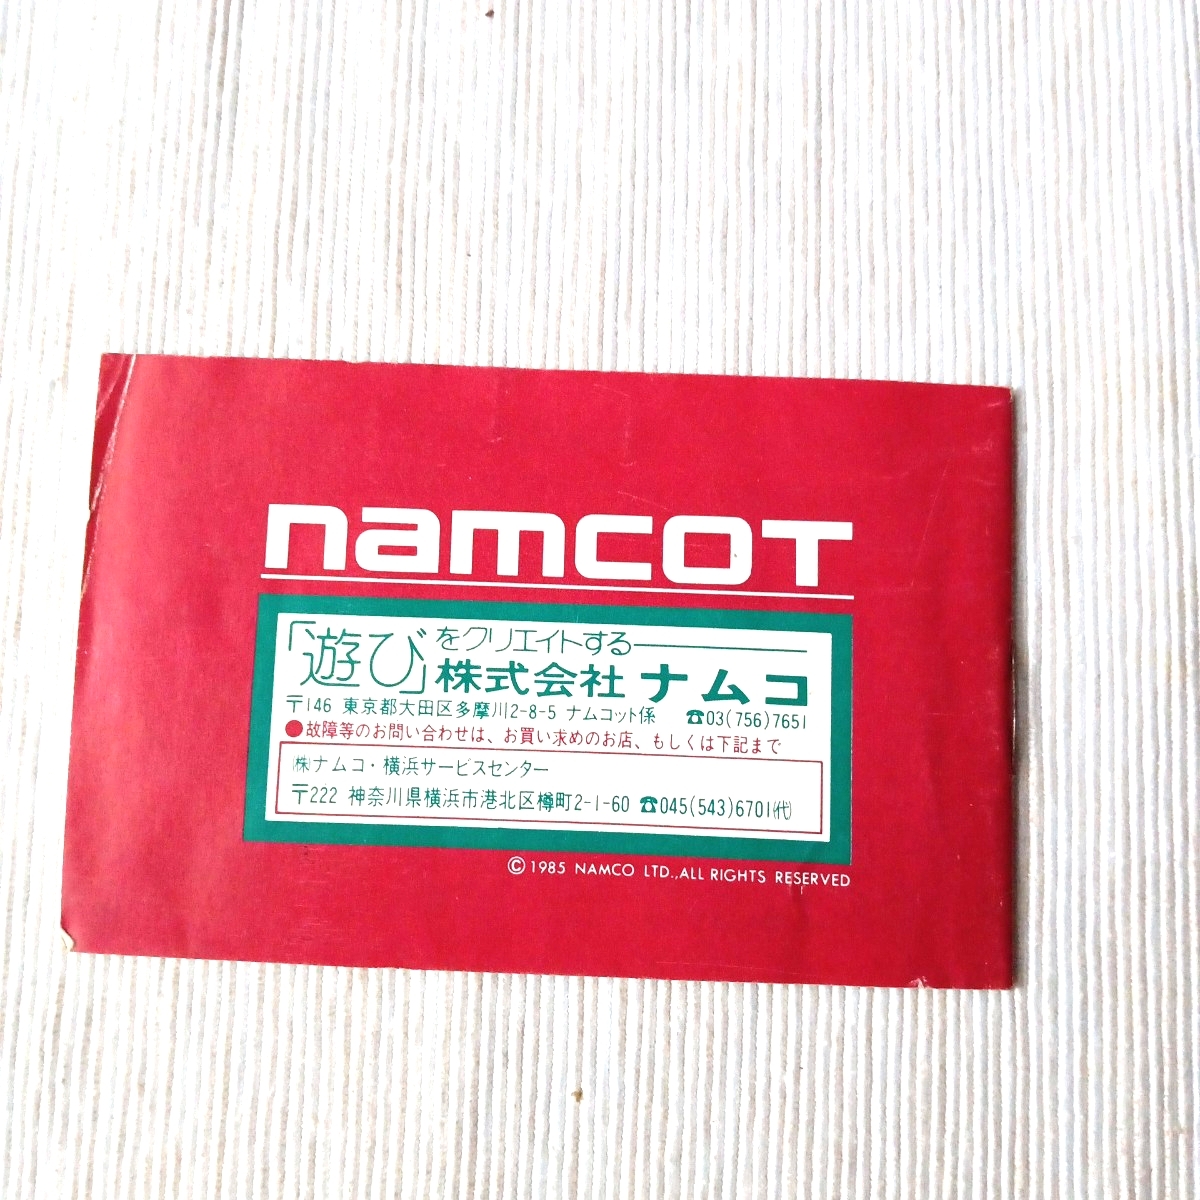 namcoT
「遊び」をクリエイトする
株式会社 ナムコ
〒146 東京都大田区多摩川2-8-5 ナムコット係 ☎03(756)7651
●故障等のお問い合わせは、お買い求めのお店、もしくは下記まで
㈱ナムコ・横浜サービスセンター
〒222 神奈川県横浜市港北区樽町2-1-60 ☎045(543)6701㈹
© 1985 NAMCO LTD.,ALL RIGHTS RESERVED